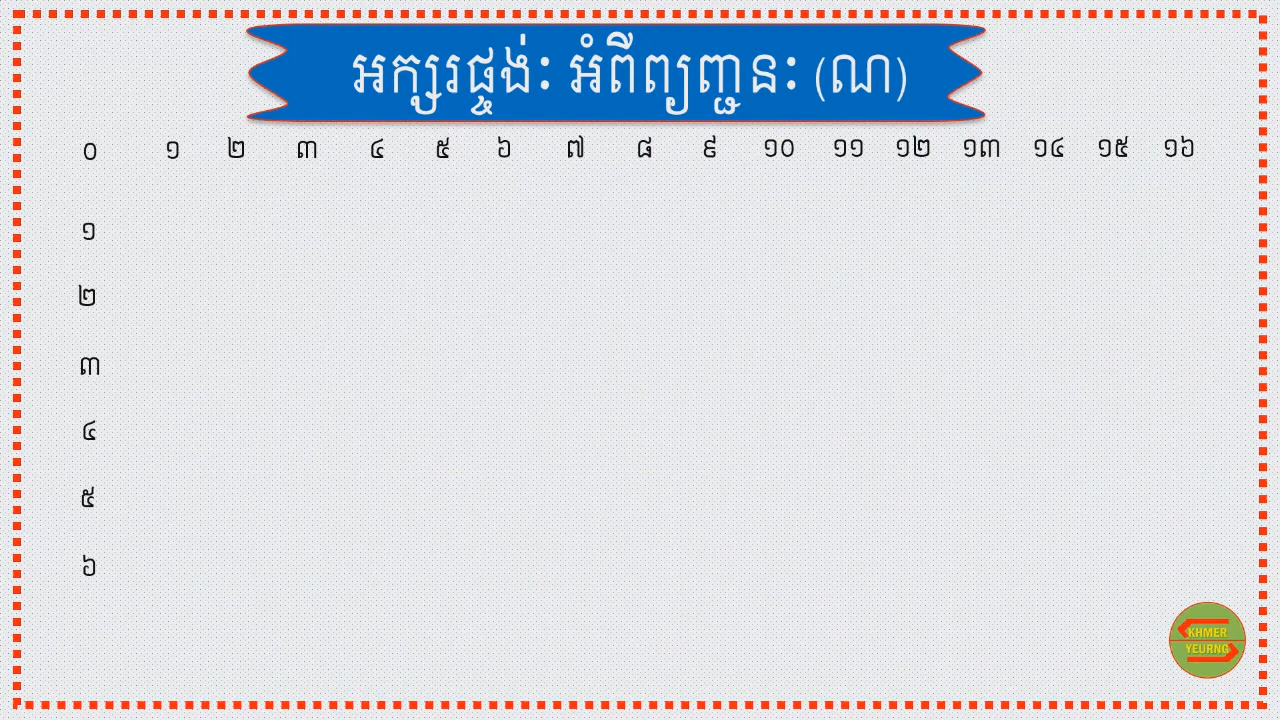 អក្សរផ្ទង់ៈ អំពីព្យញ្ជនៈ (ណ)
០ ១ ២ ៣ ៤ ៥ ៦ ៧ ៨ ៩ ១០ ១១ ១២ ១៣ ១៤ ១៥ ១៦
១
២
៣
៤
៥
៦
KHMER
YEURNG